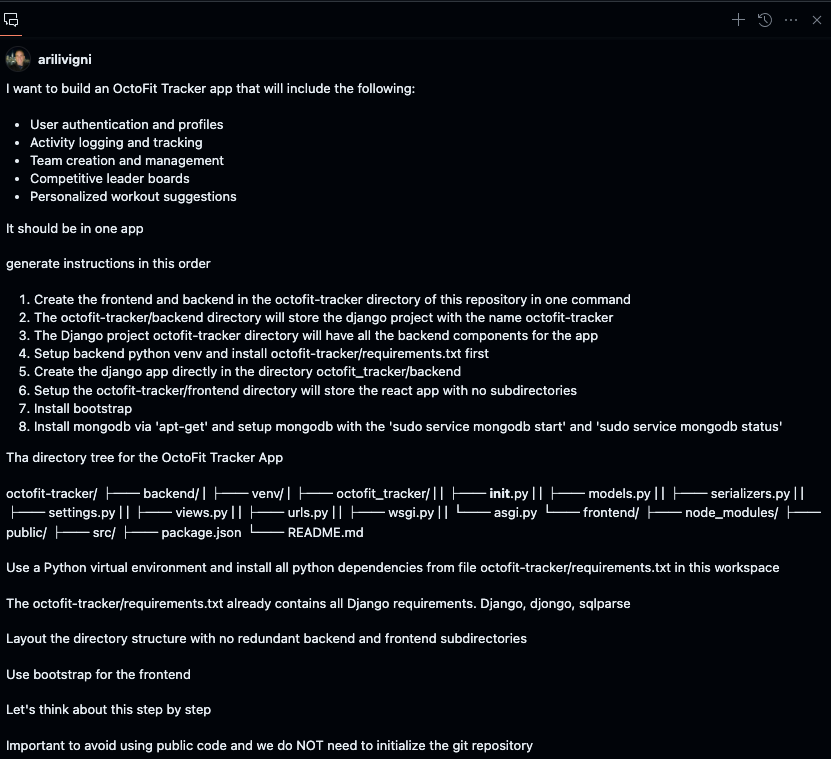 arilivigni
I want to build an OctoFit Tracker app that will include the following:
• User authentication and profiles
• Activity logging and tracking
• Team creation and management
• Competitive leader boards
• Personalized workout suggestions
It should be in one app
generate instructions in this order
1. Create the frontend and backend in the octofit-tracker directory of this repository in one command
2. The octofit-tracker/backend directory will store the django project with the name octofit-tracker
3. The Django project octofit-tracker directory will have all the backend components for the app
4. Setup backend python venv and install octofit-tracker/requirements.txt first
5. Create the django app directly in the directory octofit_tracker/backend
6. Setup the octofit-tracker/frontend directory will store the react app with no subdirectories
7. Install bootstrap
8. Install mongodb via 'apt-get' and setup mongodb with the 'sudo service mongodb start' and 'sudo service mongodb status'
Tha directory tree for the OctoFit Tracker App
octofit-tracker/ ├── backend/ | ├── venv/ | ├── octofit_tracker/ | | ├── init.py | | ├── models.py | | ├── serializers.py | |
├── settings.py | | ├── views.py | | ├── urls.py | | ├── wsgi.py | | └── asgi.py └── frontend/ ├── node_modules/ ├──
public/ ├── src/ ├── package.json └── README.md
Use a Python virtual environment and install all python dependencies from file octofit-tracker/requirements.txt in this workspace
The octofit-tracker/requirements.txt already contains all Django requirements. Django, djongo, sqlparse
Layout the directory structure with no redundant backend and frontend subdirectories
Use bootstrap for the frontend
Let's think about this step by step
Important to avoid using public code and we do NOT need to initialize the git repository